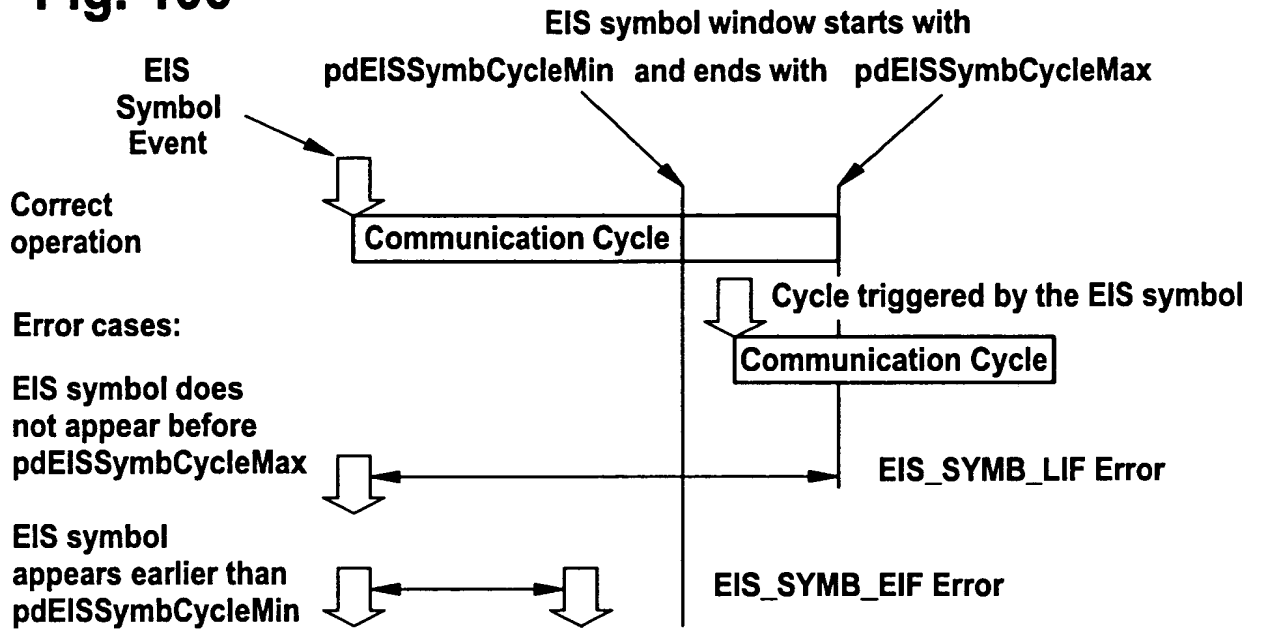 EIS symbol window starts with
EIS Symbol Event
pdEISSymbCycleMin and ends with pdEISSymbCycleMax
Correct operation
Communication Cycle
Cycle triggered by the EIS symbol
Communication Cycle
Error cases:
EIS symbol does
not appear before
pdEISSymbCycleMax
EIS_SYMB_LIF Error
EIS symbol
appears earlier than
pdEISSymbCycleMin
EIS_SYMB_EIF Error